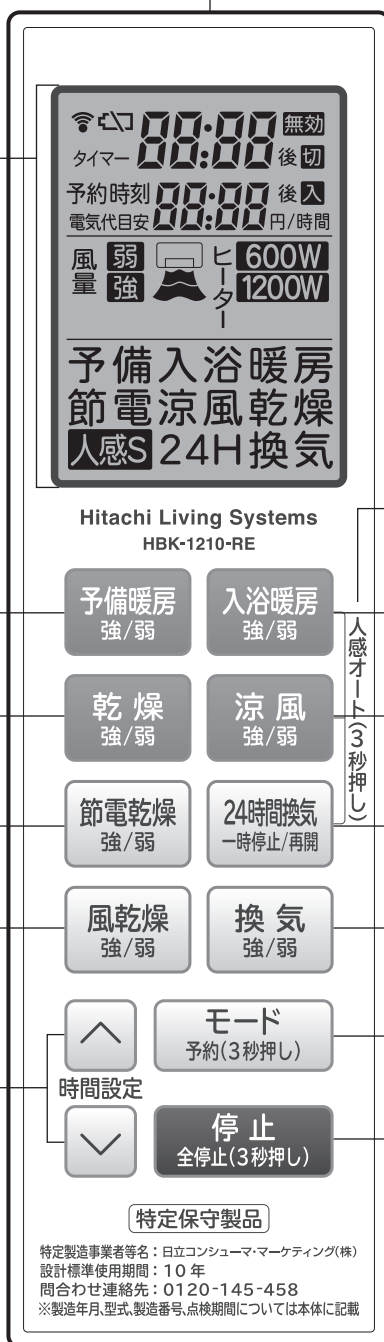 88:88 無効
タイマー 後 切
予約時刻 後 入
電気代目安 88:88 円/時間
風量 弱 強
ヒーター 600W
1200W
予備入浴暖房
節電涼風乾燥
人感S 24H換気
Hitachi Living Systems
HBK-1210-RE
予備暖房
強/弱
入浴暖房
強/弱
乾燥
強/弱
涼風
強/弱
人感オート(3秒押し)
節電乾燥
強/弱
24時間換気
一時停止/再開
風乾燥
強/弱
換気
強/弱
時間設定
モード
予約(3秒押し)
停止
全停止(3秒押し)
特定保守製品
特定製造事業者等名:日立コンシューマ・マーケティング(株)
設計標準使用期間:10年
問合わせ連絡先:0120-145-458
※製造年月、型式、製造番号、点検期間については本体に記載